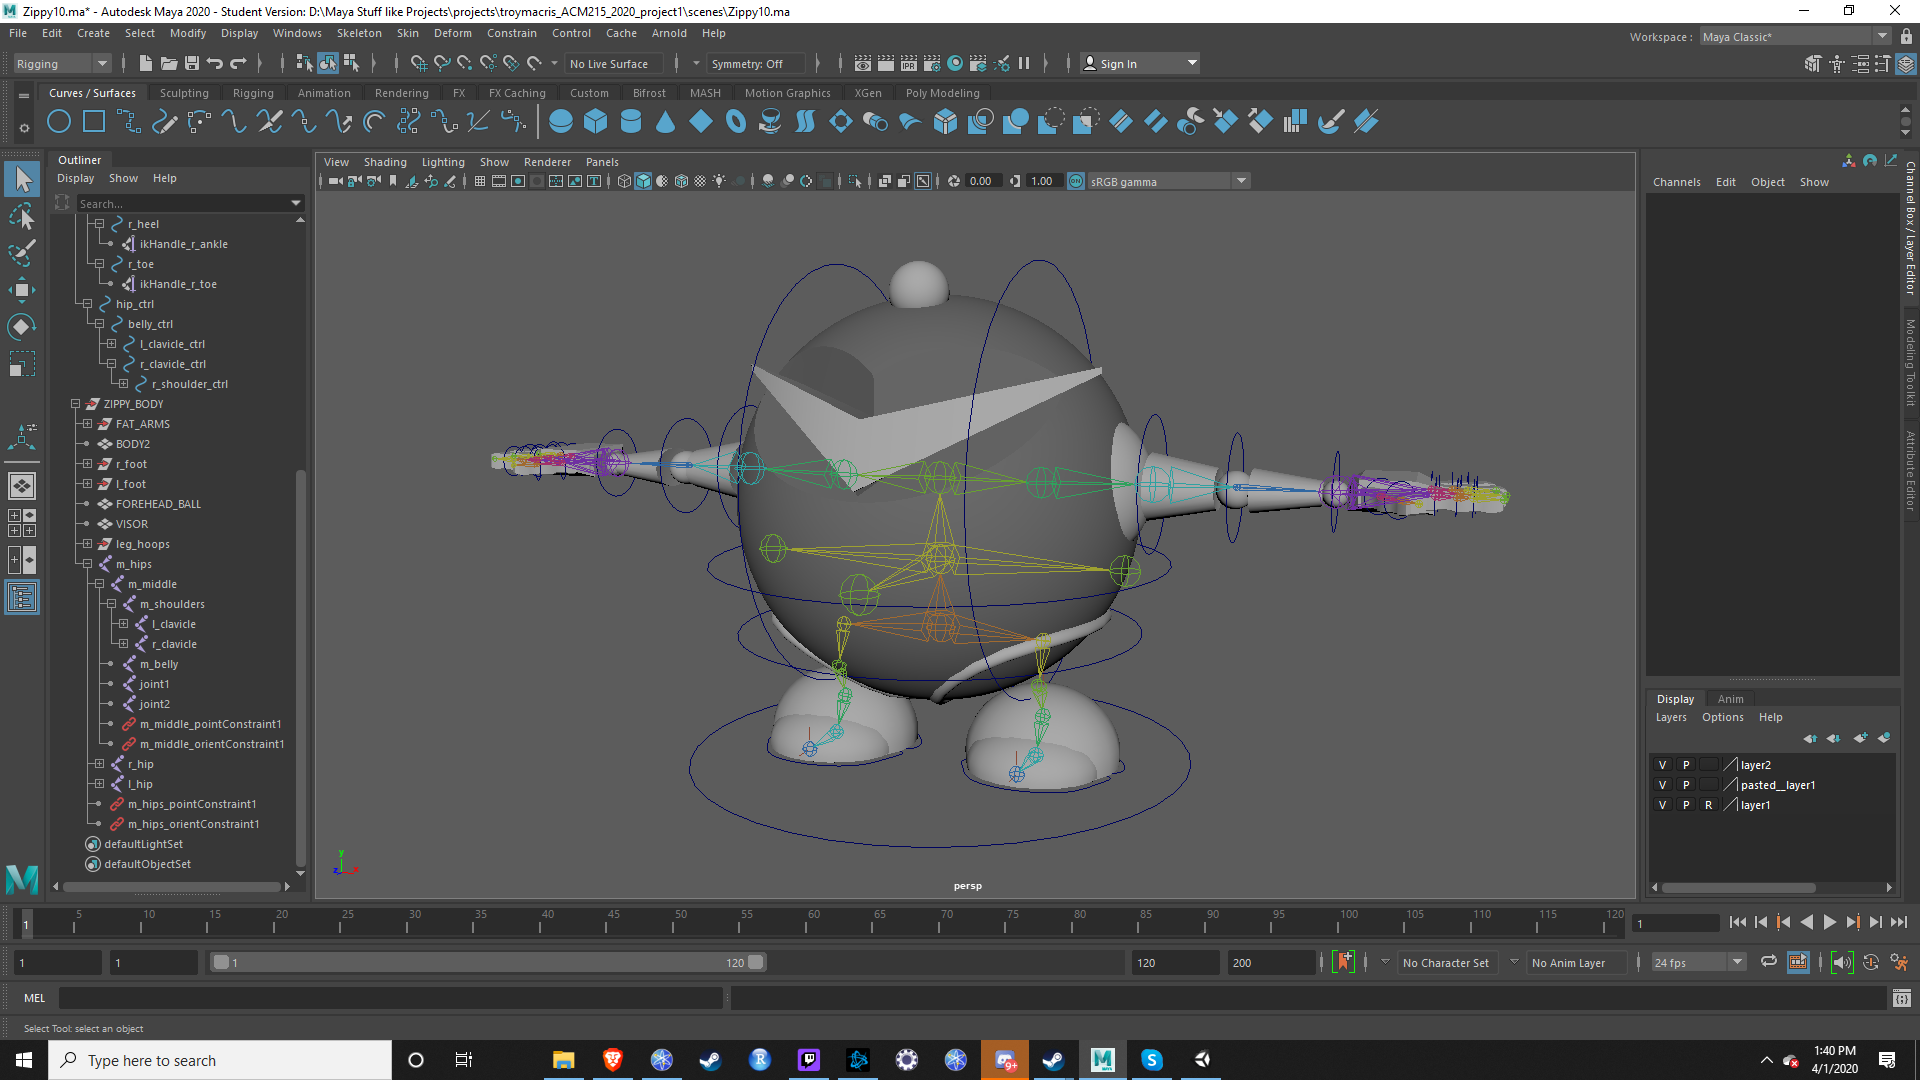 Zippy10.ma* - Autodesk Maya 2020 - Student Version: D:\Maya Stuff like Projects\projects\troymacris_ACM215_2020_project1\scenes\Zippy10.ma
File Edit Create Select Modify Display Windows Skeleton Skin Deform Constrain Control Cache Arnold Help
Workspace : Maya Classic*
Rigging No Live Surface Symmetry: Off Sign In
IPR
Curves / Surfaces Sculpting Rigging Animation Rendering FX FX Caching Custom Bifrost MASH Motion Graphics XGen Poly Modeling
Outliner
Display Show Help
Search...
r_heel
ikHandle_r_ankle
r_toe
ikHandle_r_toe
hip_ctrl
belly_ctrl
l_clavicle_ctrl
r_clavicle_ctrl
r_shoulder_ctrl
ZIPPY_BODY
FAT_ARMS
BODY2
r_foot
l_foot
FOREHEAD_BALL
VISOR
leg_hoops
m_hips
m_middle
m_shoulders
l_clavicle
r_clavicle
m_belly
joint1
joint2
m_middle_pointConstraint1
m_middle_orientConstraint1
r_hip
l_hip
m_hips_pointConstraint1
m_hips_orientConstraint1
defaultLightSet
defaultObjectSet
View Shading Lighting Show Renderer Panels
0.00 1.00 ON sRGB gamma
y
z x
persp
Channels Edit Object Show
Channel Box / Layer Editor
Modeling Toolkit
Attribute Editor
Display Anim
Layers Options Help
V P layer2
V P pasted__layer1
V P R layer1
1 5 10 15 20 25 30 35 40 45 50 55 60 65 70 75 80 85 90 95 100 105 110 115 120
1
1 1 1 120 120 200 No Character Set No Anim Layer 24 fps
MEL
Select Tool: select an object
Type here to search
9+
1:40 PM
4/1/2020